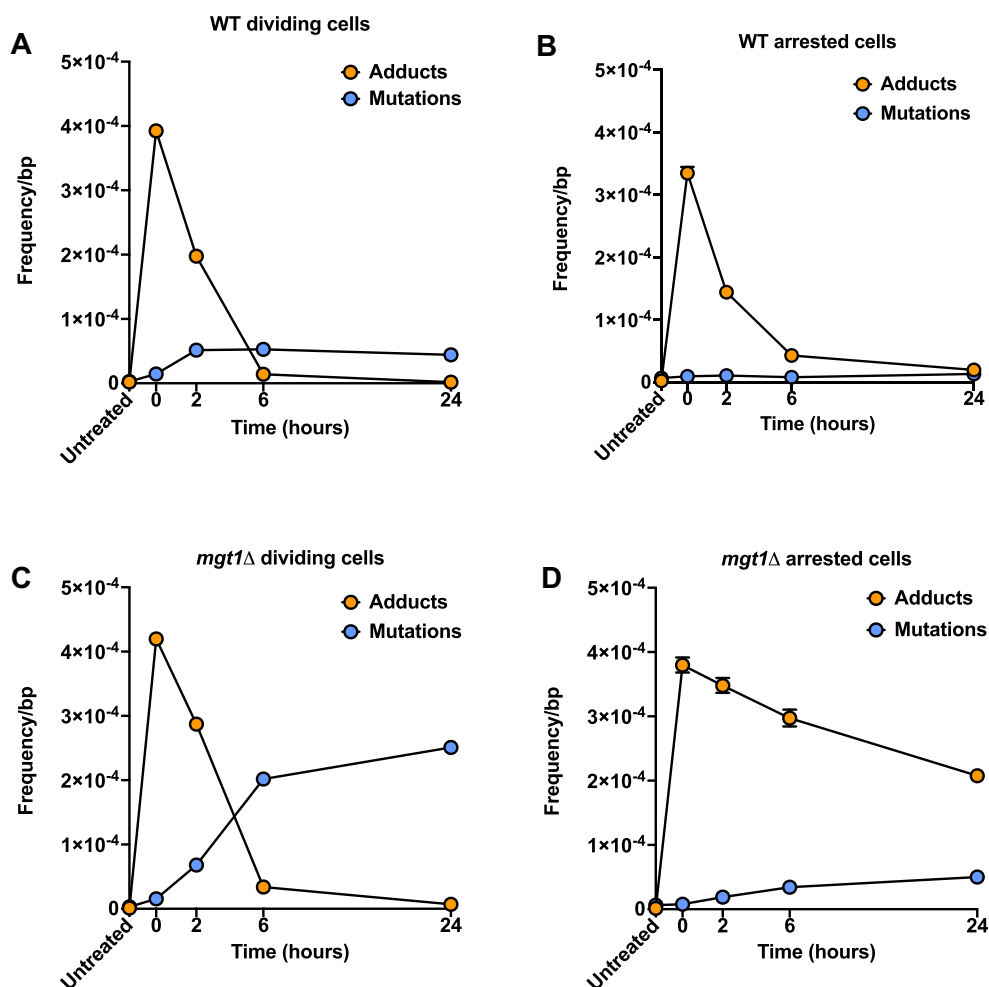 A
WT dividing cells
Adducts
Mutations
Frequency/bp
5×10⁻⁴
4×10⁻⁴
3×10⁻⁴
2×10⁻⁴
1×10⁻⁴
0
Untreated 0 2 6 24
Time (hours)
B
WT arrested cells
Adducts
Mutations
Frequency/bp
5×10⁻⁴
4×10⁻⁴
3×10⁻⁴
2×10⁻⁴
1×10⁻⁴
0
Untreated 0 2 6 24
Time (hours)
C
mgt1Δ dividing cells
Adducts
Mutations
Frequency/bp
5×10⁻⁴
4×10⁻⁴
3×10⁻⁴
2×10⁻⁴
1×10⁻⁴
0
Untreated 0 2 6 24
Time (hours)
D
mgt1Δ arrested cells
Adducts
Mutations
Frequency/bp
5×10⁻⁴
4×10⁻⁴
3×10⁻⁴
2×10⁻⁴
1×10⁻⁴
0
Untreated 0 2 6 24
Time (hours)